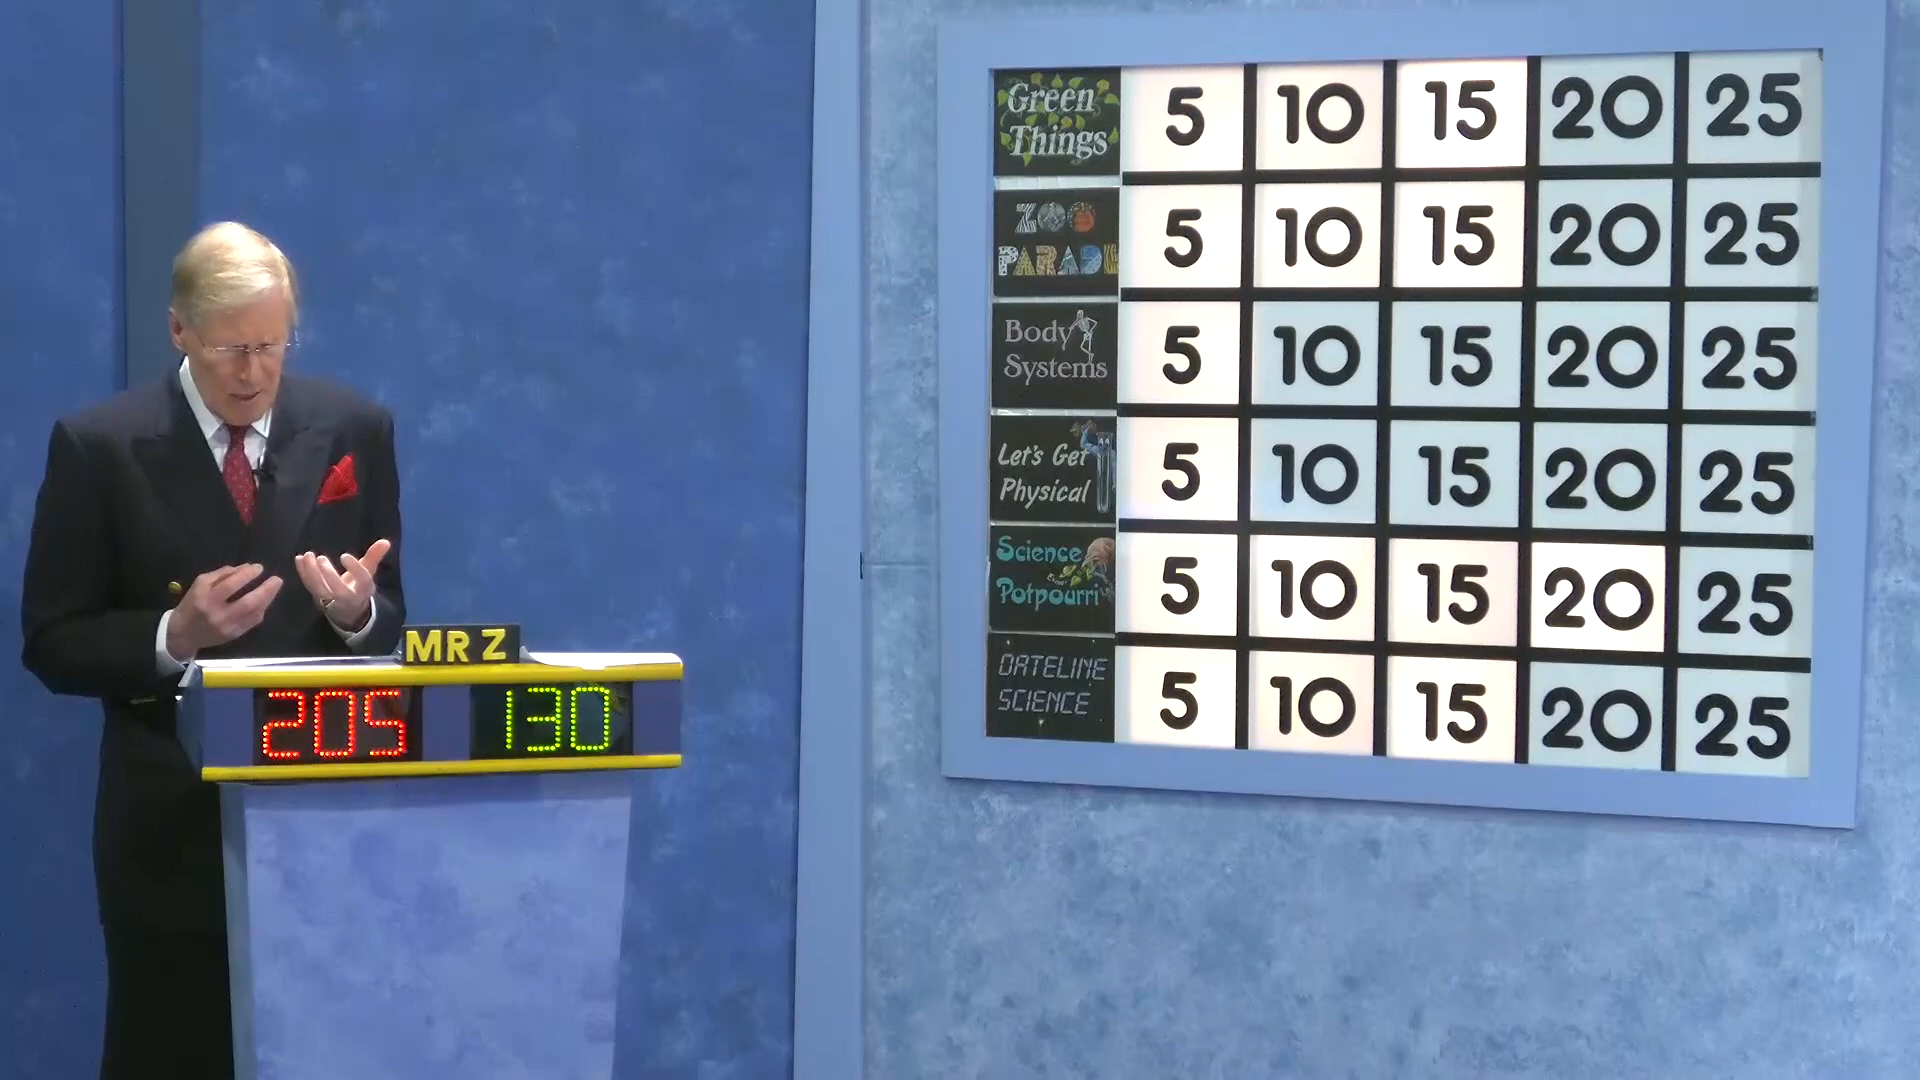 Green
Things
5 10 15 20 25
ZOO
PARADE
5 10 15 20 25
Body
Systems
5 10 15 20 25
Let's Get
Physical
5 10 15 20 25
Science
Potpourri
5 10 15 20 25
DATELINE
SCIENCE
5 10 15 20 25
MR Z
205 130